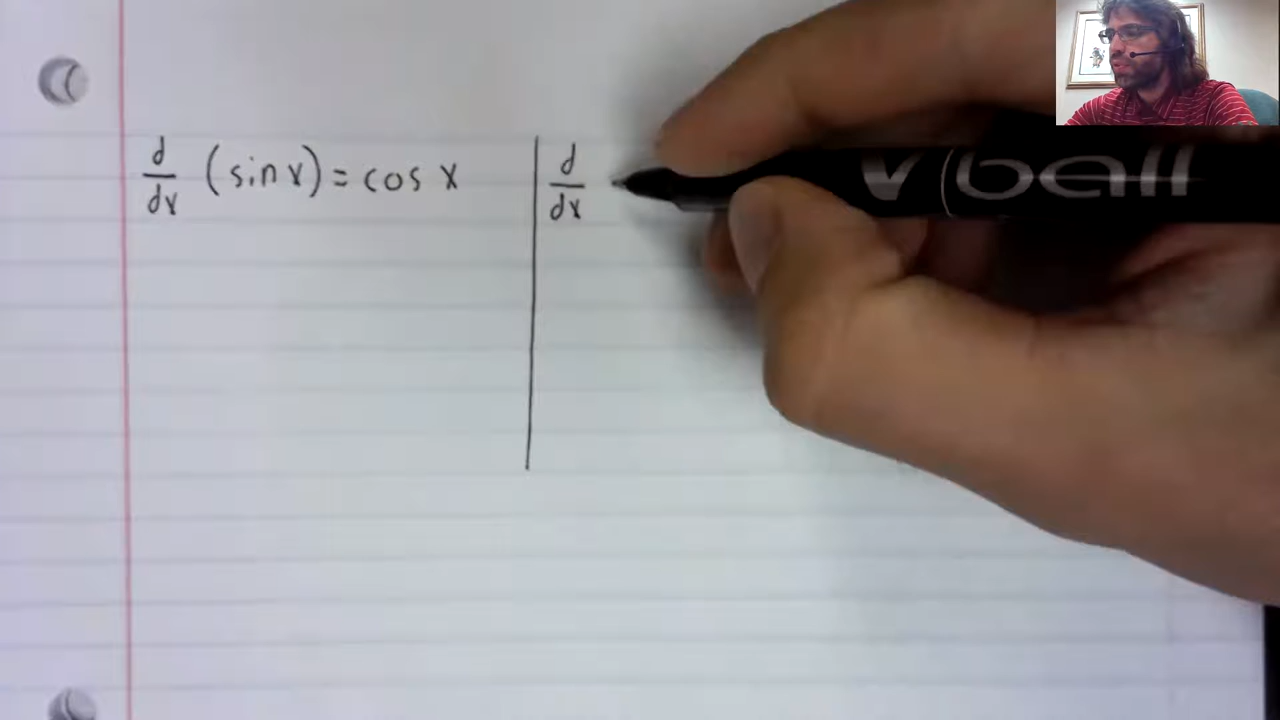 d/dx (sin x) = cos x
d/dx
V ball